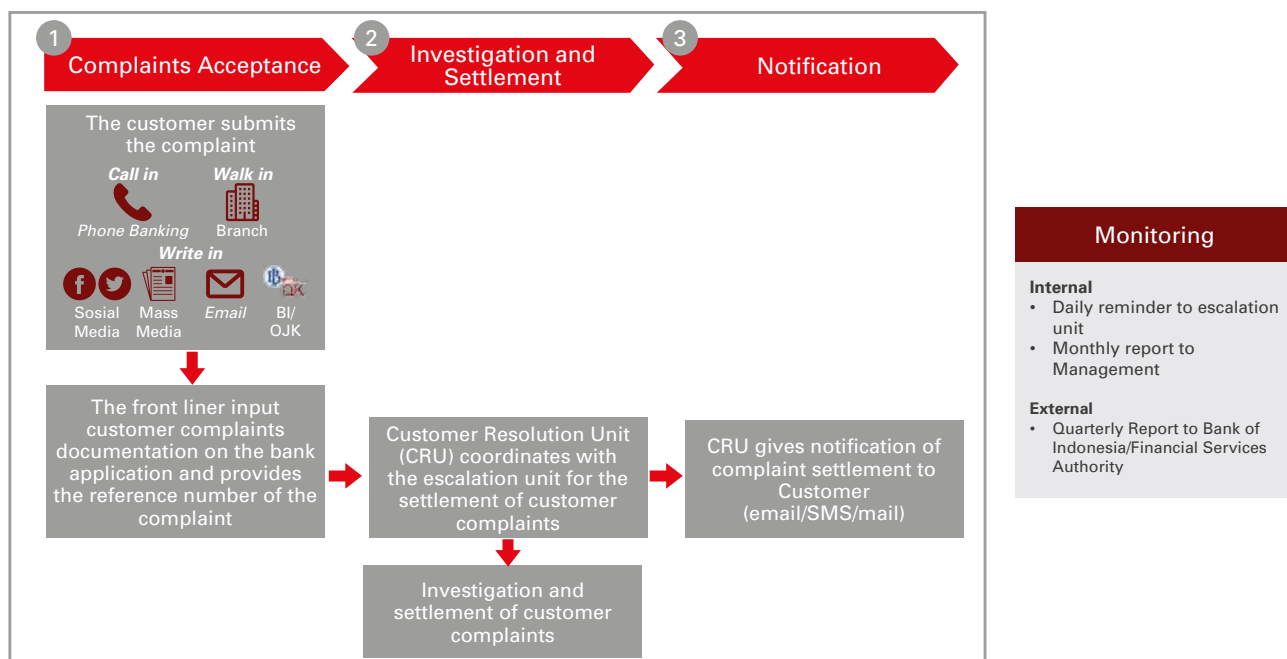 1
Complaints Acceptance
2
Investigation and
Settlement
3
Notification
The customer submits
the complaint
Call in
Walk in
Phone Banking
Branch
Write in
Sosial
Media
Mass
Media
Email
BI/
OJK
The front liner input
customer complaints
documentation on the bank
application and provides
the reference number of the
complaint
Customer Resolution Unit
(CRU) coordinates with
the escalation unit for the
settlement of customer
complaints
Investigation and
settlement of customer
complaints
CRU gives notification of
complaint settlement to
Customer
(email/SMS/mail)
Monitoring
Internal
• Daily reminder to escalation
unit
• Monthly report to
Management
External
• Quarterly Report to Bank of
Indonesia/Financial Services
Authority